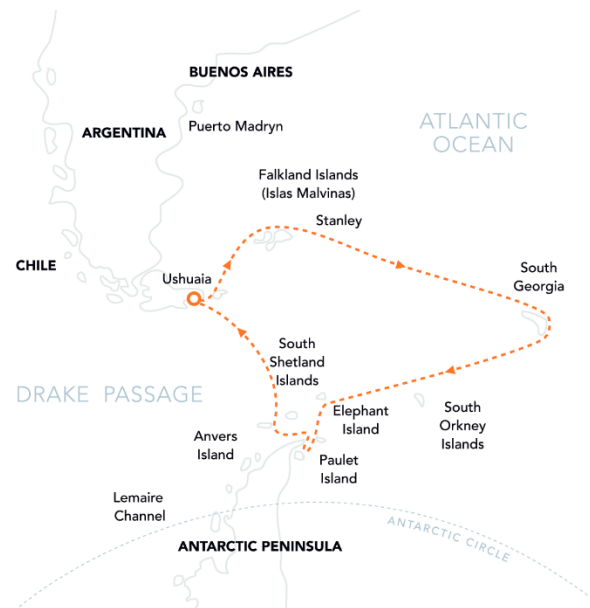 BUENOS AIRES
ARGENTINA
Puerto Madryn
ATLANTIC
OCEAN
Falkland Islands
(Islas Malvinas)
Stanley
CHILE
Ushuaia
South
Georgia
South
Shetland
Islands
DRAKE PASSAGE
Elephant
Island
South
Orkney
Islands
Anvers
Island
Paulet
Island
Lemaire
Channel
ANTARCTIC CIRCLE
ANTARCTIC PENINSULA